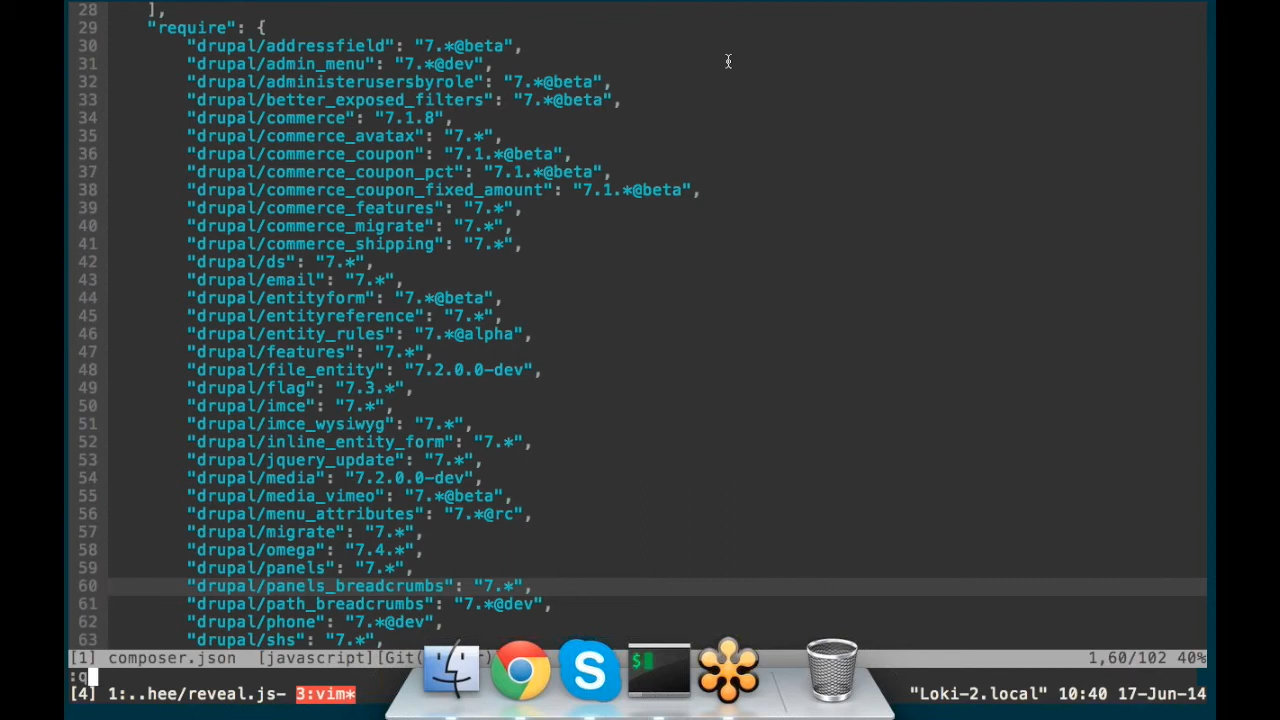 28 ],
29 "require": {
30 "drupal/addressfield": "7.*@beta",
31 "drupal/admin_menu": "7.*@dev",
32 "drupal/administerusersbyrole": "7.*@beta",
33 "drupal/better_exposed_filters": "7.*@beta",
34 "drupal/commerce": "7.1.8",
35 "drupal/commerce_avatax": "7.*",
36 "drupal/commerce_coupon": "7.1.*@beta",
37 "drupal/commerce_coupon_pct": "7.1.*@beta",
38 "drupal/commerce_coupon_fixed_amount": "7.1.*@beta",
39 "drupal/commerce_features": "7.*",
40 "drupal/commerce_migrate": "7.*",
41 "drupal/commerce_shipping": "7.*",
42 "drupal/ds": "7.*",
43 "drupal/email": "7.*",
44 "drupal/entityform": "7.*@beta",
45 "drupal/entityreference": "7.*",
46 "drupal/entity_rules": "7.*@alpha",
47 "drupal/features": "7.*",
48 "drupal/file_entity": "7.2.0.0-dev",
49 "drupal/flag": "7.3.*",
50 "drupal/imce": "7.*",
51 "drupal/imce_wysiwyg": "7.*",
52 "drupal/inline_entity_form": "7.*",
53 "drupal/jquery_update": "7.*",
54 "drupal/media": "7.2.0.0-dev",
55 "drupal/media_vimeo": "7.*@beta",
56 "drupal/menu_attributes": "7.*@rc",
57 "drupal/migrate": "7.*",
58 "drupal/omega": "7.4.*",
59 "drupal/panels": "7.*",
60 "drupal/panels_breadcrumbs": "7.*",
61 "drupal/path_breadcrumbs": "7.*@dev",
62 "drupal/phone": "7.*@dev",
63 "drupal/shs": "7.*",
[1] composer.json [javascript][Git( r) 1,60/102 40%
:q
[4] 1:..hee/reveal.js- 3:vim* "Loki-2.local" 10:40 17-Jun-14